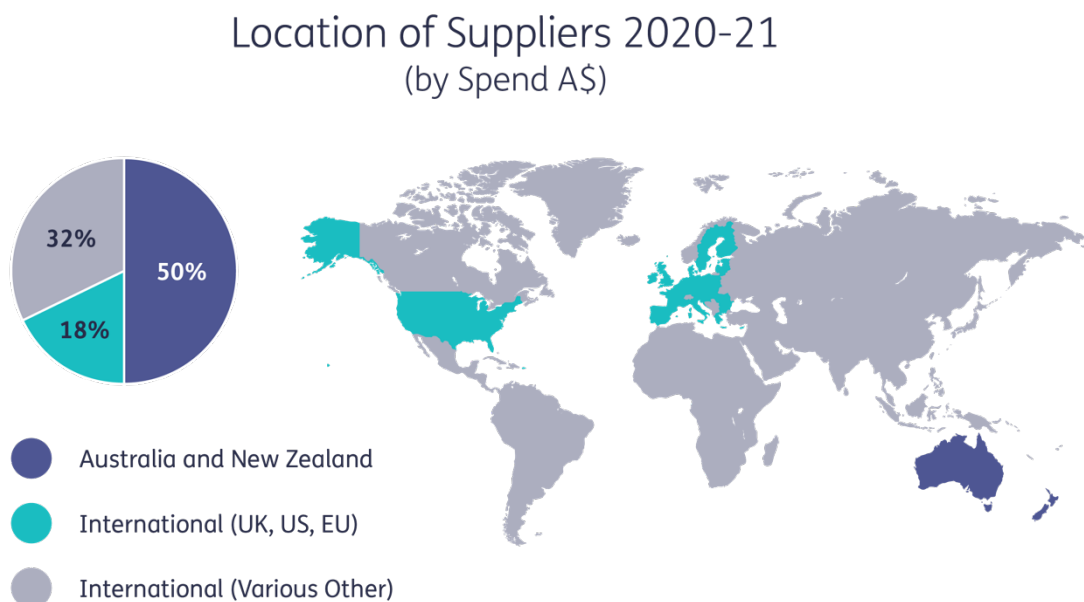 Location of Suppliers 2020-21
(by Spend A$)
32%
50%
18%
Australia and New Zealand
International (UK, US, EU)
International (Various Other)